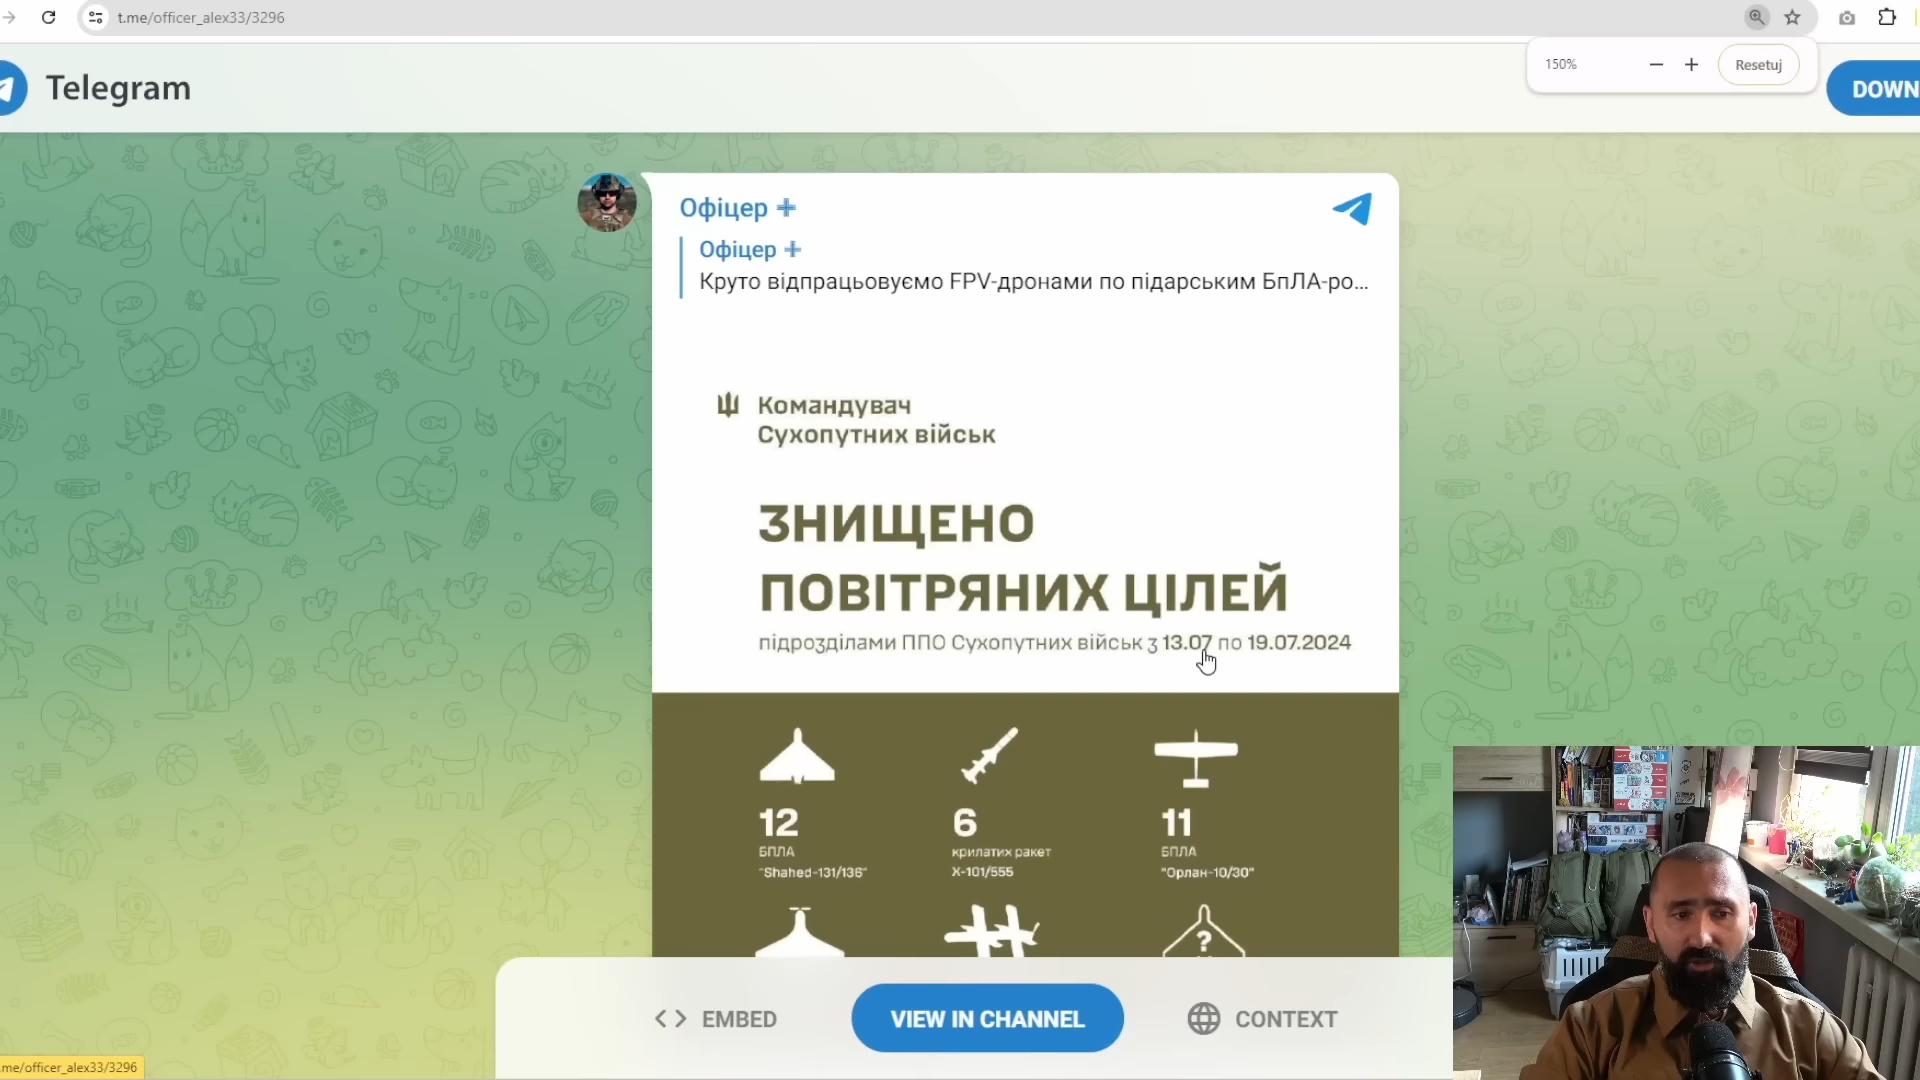 t.me/officer_alex33/3296
150%
Resetuj
Telegram
DOWN
Офіцер
Офіцер
Круто відпрацьовуємо FPV-дронами по підарським БпЛА-ро...
Командувач
Сухопутних військ
ЗНИЩЕНО
ПОВІТРЯНИХ ЦІЛЕЙ
підрозділами ППО Сухопутних військ з 13.07 по 19.07.2024
12
БПЛА
"Shahed-131/136"
6
крилатих ракет
Х-101/555
11
БПЛА
"Орлан-10/30"
?
EMBED
VIEW IN CHANNEL
CONTEXT
.me/officer_alex33/3296